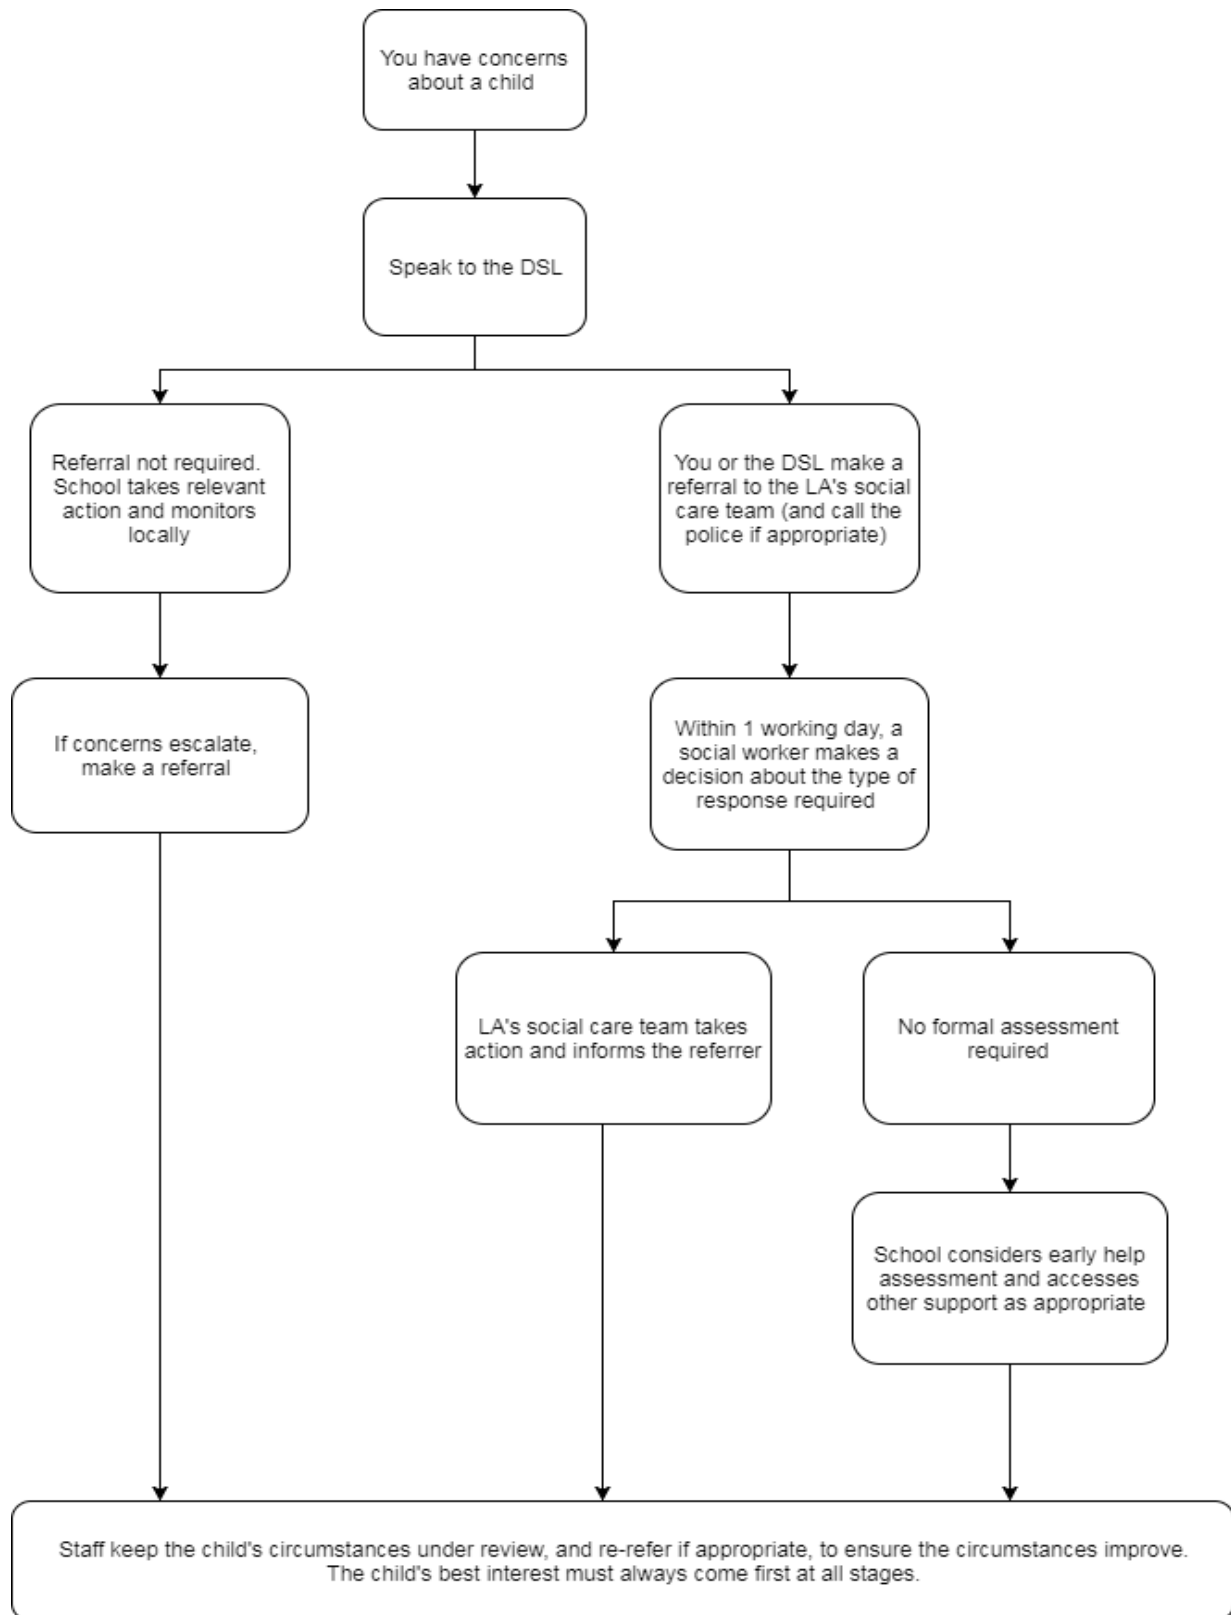 You have concerns
about a child
Speak to the DSL
Referral not required.
School takes relevant
action and monitors
locally
You or the DSL make a
referral to the LA's social
care team (and call the
police if appropriate)
If concerns escalate,
make a referral
Within 1 working day, a
social worker makes a
decision about the type of
response required
LA's social care team takes
action and informs the referrer
No formal assessment
required
School considers early help
assessment and accesses
other support as appropriate
Staff keep the child's circumstances under review, and re-refer if appropriate, to ensure the circumstances improve.
The child's best interest must always come first at all stages.